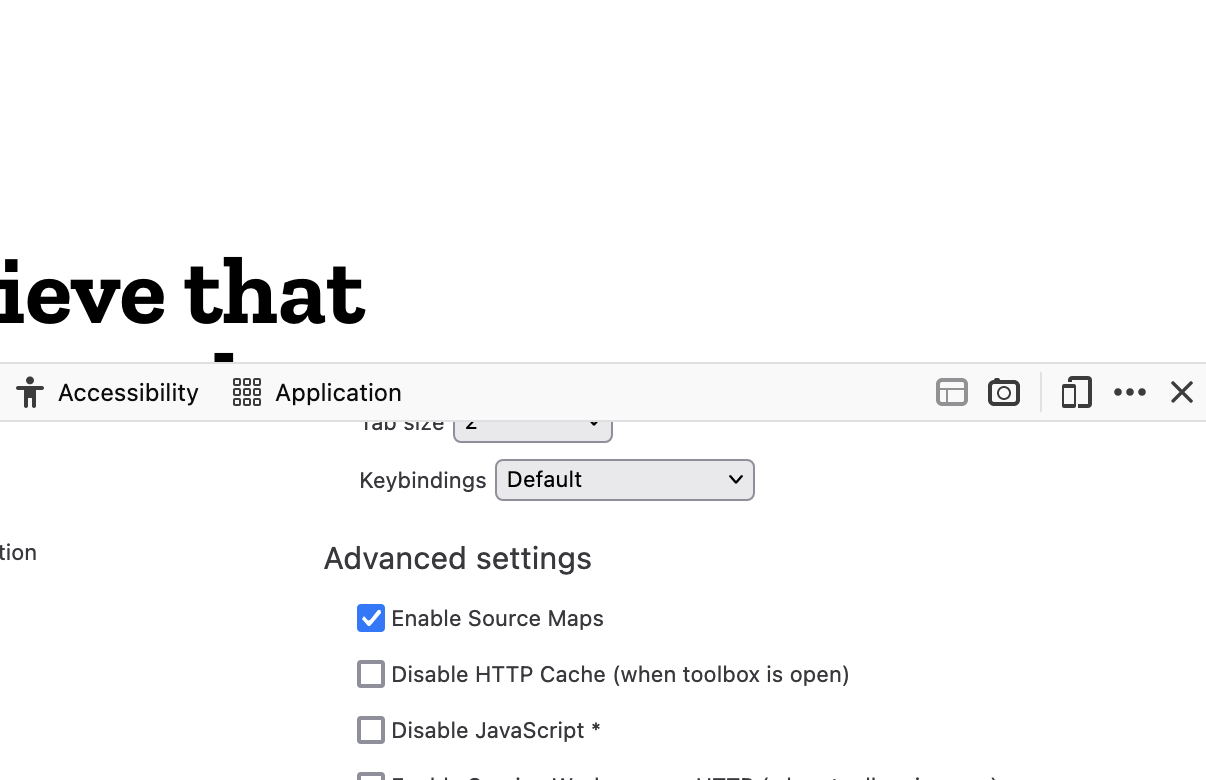 ieve that
Accessibility Application
Tab size 2
Keybindings Default
tion
Advanced settings
Enable Source Maps
Disable HTTP Cache (when toolbox is open)
Disable JavaScript *